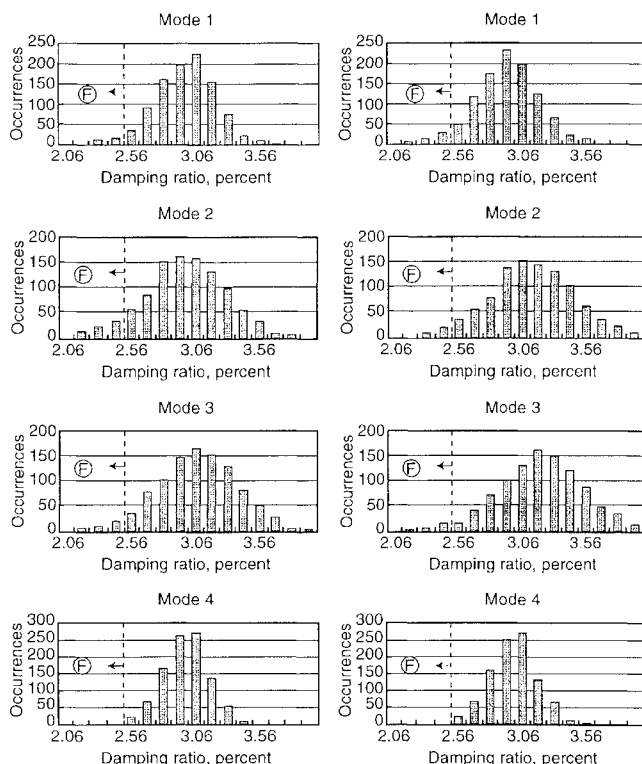 Mode 1
Occurrences
250
200
150
100
50
0
F
2.06 2.56 3.06 3.56
Damping ratio, percent
Mode 1
Occurrences
250
200
150
100
50
0
F
2.06 2.56 3.06 3.56
Damping ratio, percent
Mode 2
Occurrences
200
150
100
50
0
F
2.06 2.56 3.06 3.56
Damping ratio, percent
Mode 2
Occurrences
200
150
100
50
0
F
2.06 2.56 3.06 3.56
Damping ratio, percent
Mode 3
Occurrences
200
150
100
50
0
F
2.06 2.56 3.06 3.56
Damping ratio, percent
Mode 3
Occurrences
200
150
100
50
0
F
2.06 2.56 3.06 3.56
Damping ratio, percent
Mode 4
Occurrences
300
250
200
150
100
50
0
F
2.06 2.56 3.06 3.56
Damping ratio, percent
Mode 4
Occurrences
300
250
200
150
100
50
0
F
2.06 2.56 3.06 3.56
Damping ratio, percent